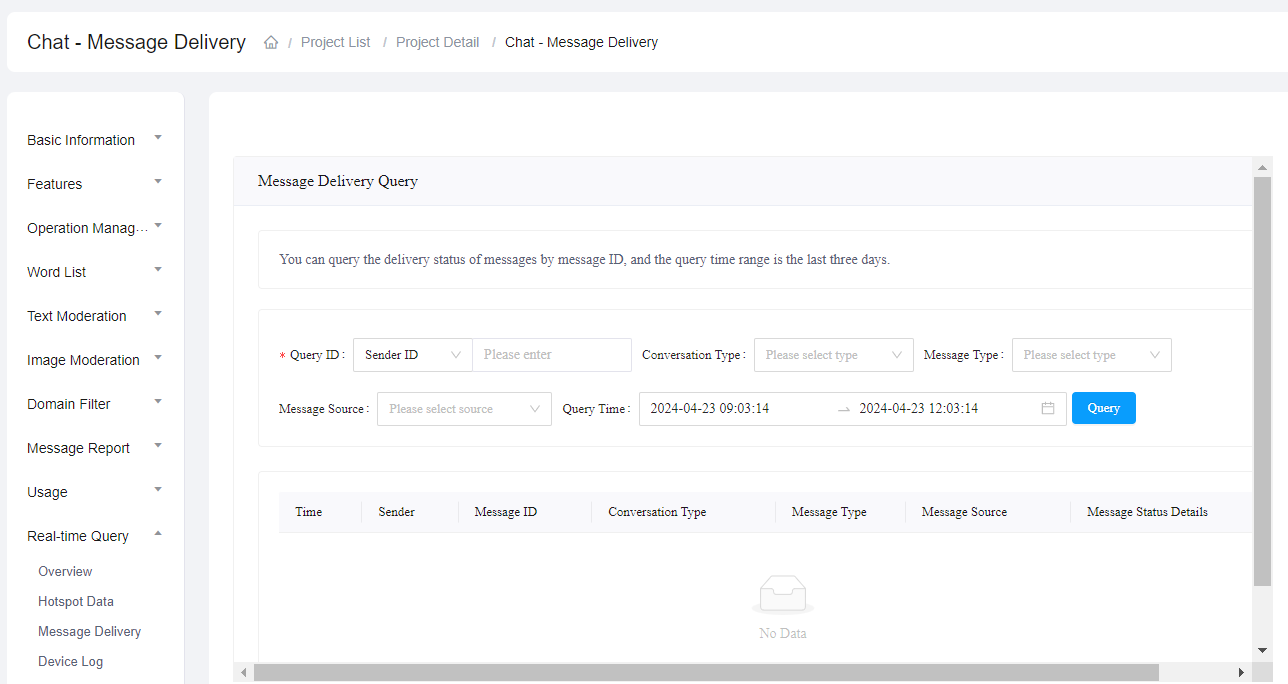 Chat - Message Delivery / Project List / Project Detail / Chat - Message Delivery
Basic Information
Features
Operation Manag···
Word List
Text Moderation
Image Moderation
Domain Filter
Message Report
Usage
Real-time Query
Overview
Hotspot Data
Message Delivery
Device Log
Message Delivery Query
You can query the delivery status of messages by message ID, and the query time range is the last three days.
* Query ID : Sender ID Please enter Conversation Type : Please select type Message Type : Please select type
Message Source : Please select source Query Time : 2024-04-23 09:03:14 → 2024-04-23 12:03:14 Query
Time Sender Message ID Conversation Type Message Type Message Source Message Status Details
No Data